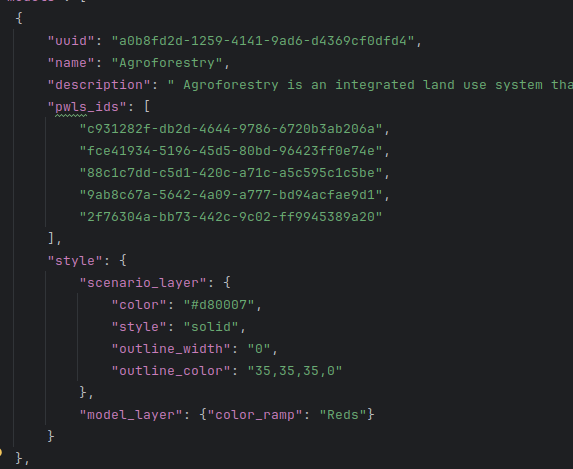 {
"uuid": "a0b8fd2d-1259-4141-9ad6-d4369cf0dfd4",
"name": "Agroforestry",
"description": " Agroforestry is an integrated land use system tha
"pwls_ids": [
"c931282f-db2d-4644-9786-6720b3ab206a",
"fce41934-5196-45d5-80bd-96423ff0e74e",
"88c1c7dd-c5d1-420c-a71c-a5c595c1c5be",
"9ab8c67a-5642-4a09-a777-bd94acfae9d1",
"2f76304a-bb73-442c-9c02-ff9945389a20"
],
"style": {
"scenario_layer": {
"color": "#d80007",
"style": "solid",
"outline_width": "0",
"outline_color": "35,35,35,0"
},
"model_layer": {"color_ramp": "Reds"}
}
},